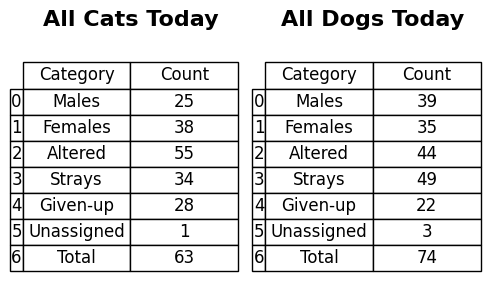 All Cats Today
Category Count
0 Males 25
1 Females 38
2 Altered 55
3 Strays 34
4 Given-up 28
5 Unassigned 1
6 Total 63
All Dogs Today
Category Count
0 Males 39
1 Females 35
2 Altered 44
3 Strays 49
4 Given-up 22
5 Unassigned 3
6 Total 74